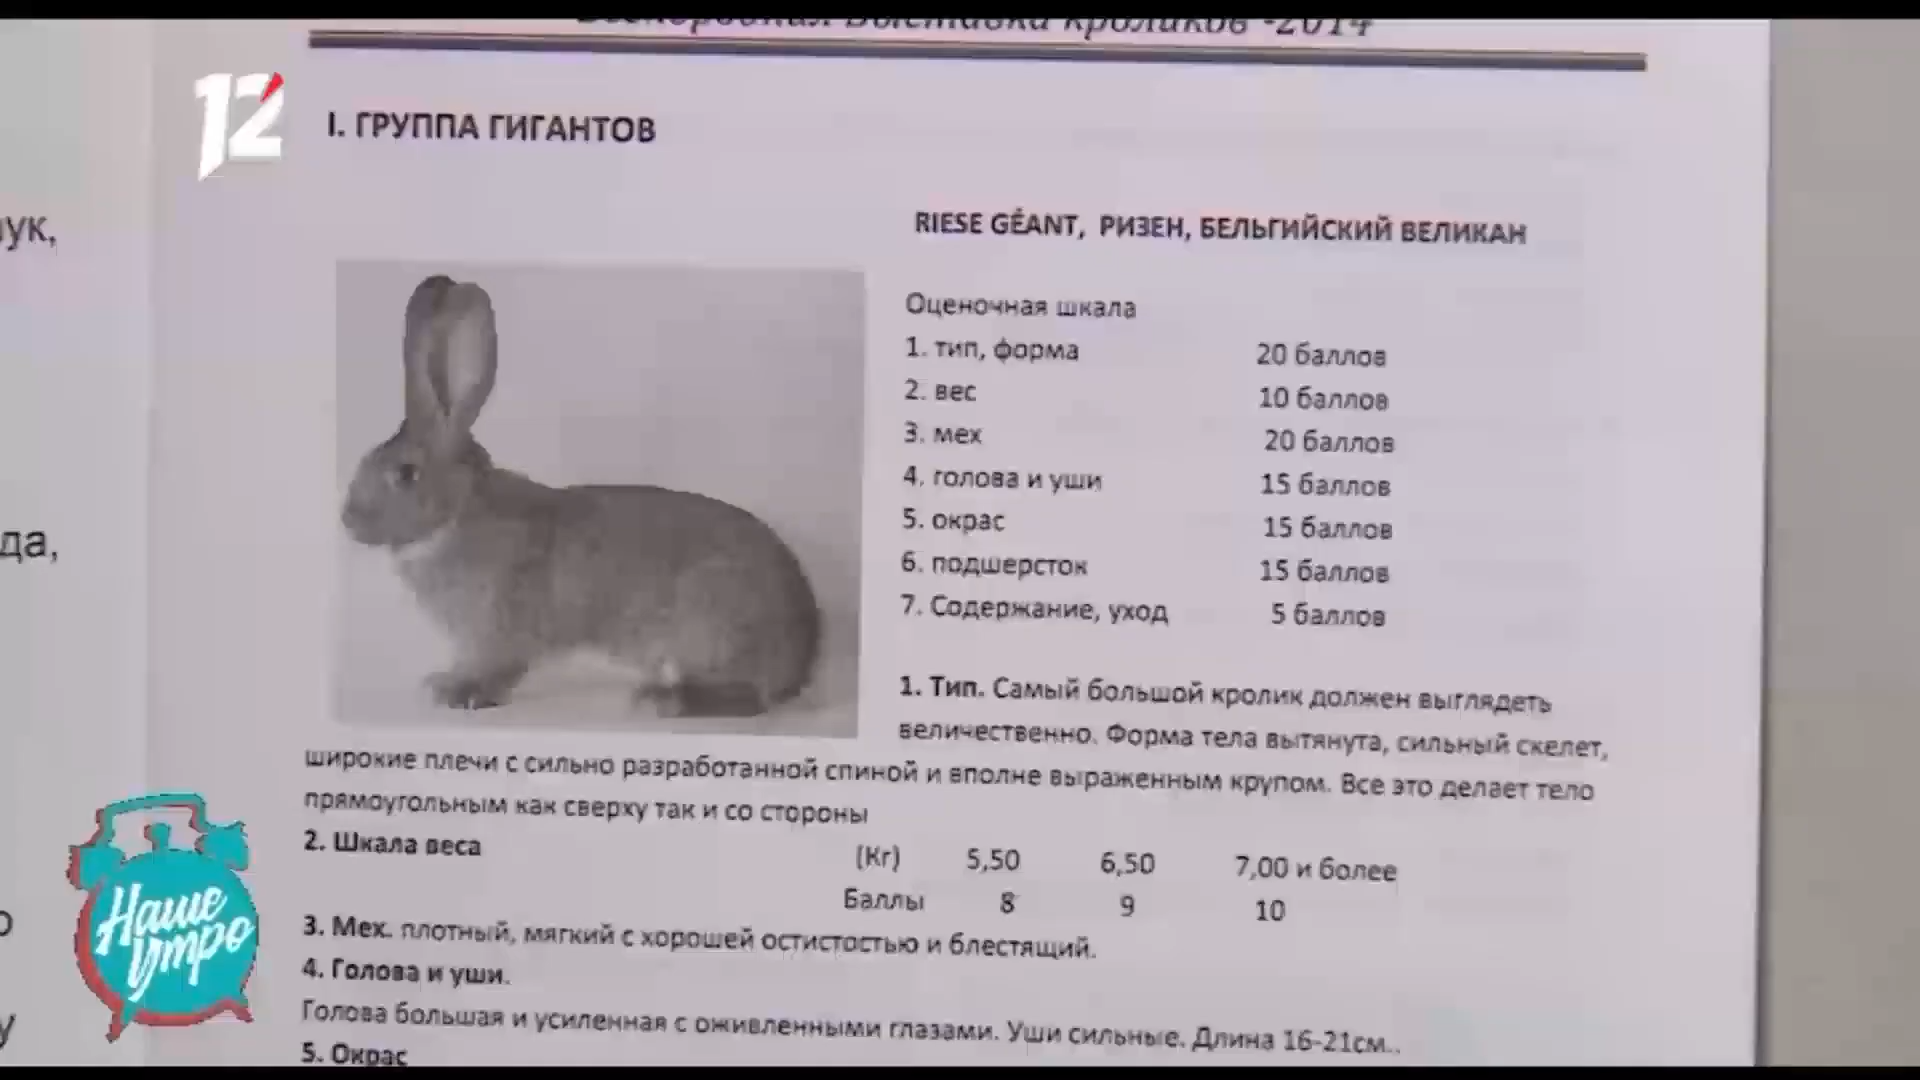 Выставка кроликов -2014
12
I. ГРУППА ГИГАНТОВ
RIESE GÉANT, РИЗЕН, БЕЛЬГИЙСКИЙ ВЕЛИКАН
Оценочная шкала
1. тип, форма 20 баллов
2. вес 10 баллов
3. мех 20 баллов
4. голова и уши 15 баллов
5. окрас 15 баллов
6. подшерсток 15 баллов
7. Содержание, уход 5 баллов
1. Тип. Самый большой кролик должен выглядеть
величественно. Форма тела вытянута, сильный скелет,
широкие плечи с сильно разработанной спиной и вполне выраженным крупом. Все это делает тело
прямоугольным как сверху так и со стороны
2. Шкала веса (Кг) 5,50 6,50 7,00 и более
Баллы 8 9 10
3. Мех. плотный, мягкий с хорошей остистостью и блестящий.
4. Голова и уши.
Голова большая и усиленная с оживленными глазами. Уши сильные. Длина 16-21см..
5. Окрас
да,
Наше
Утро